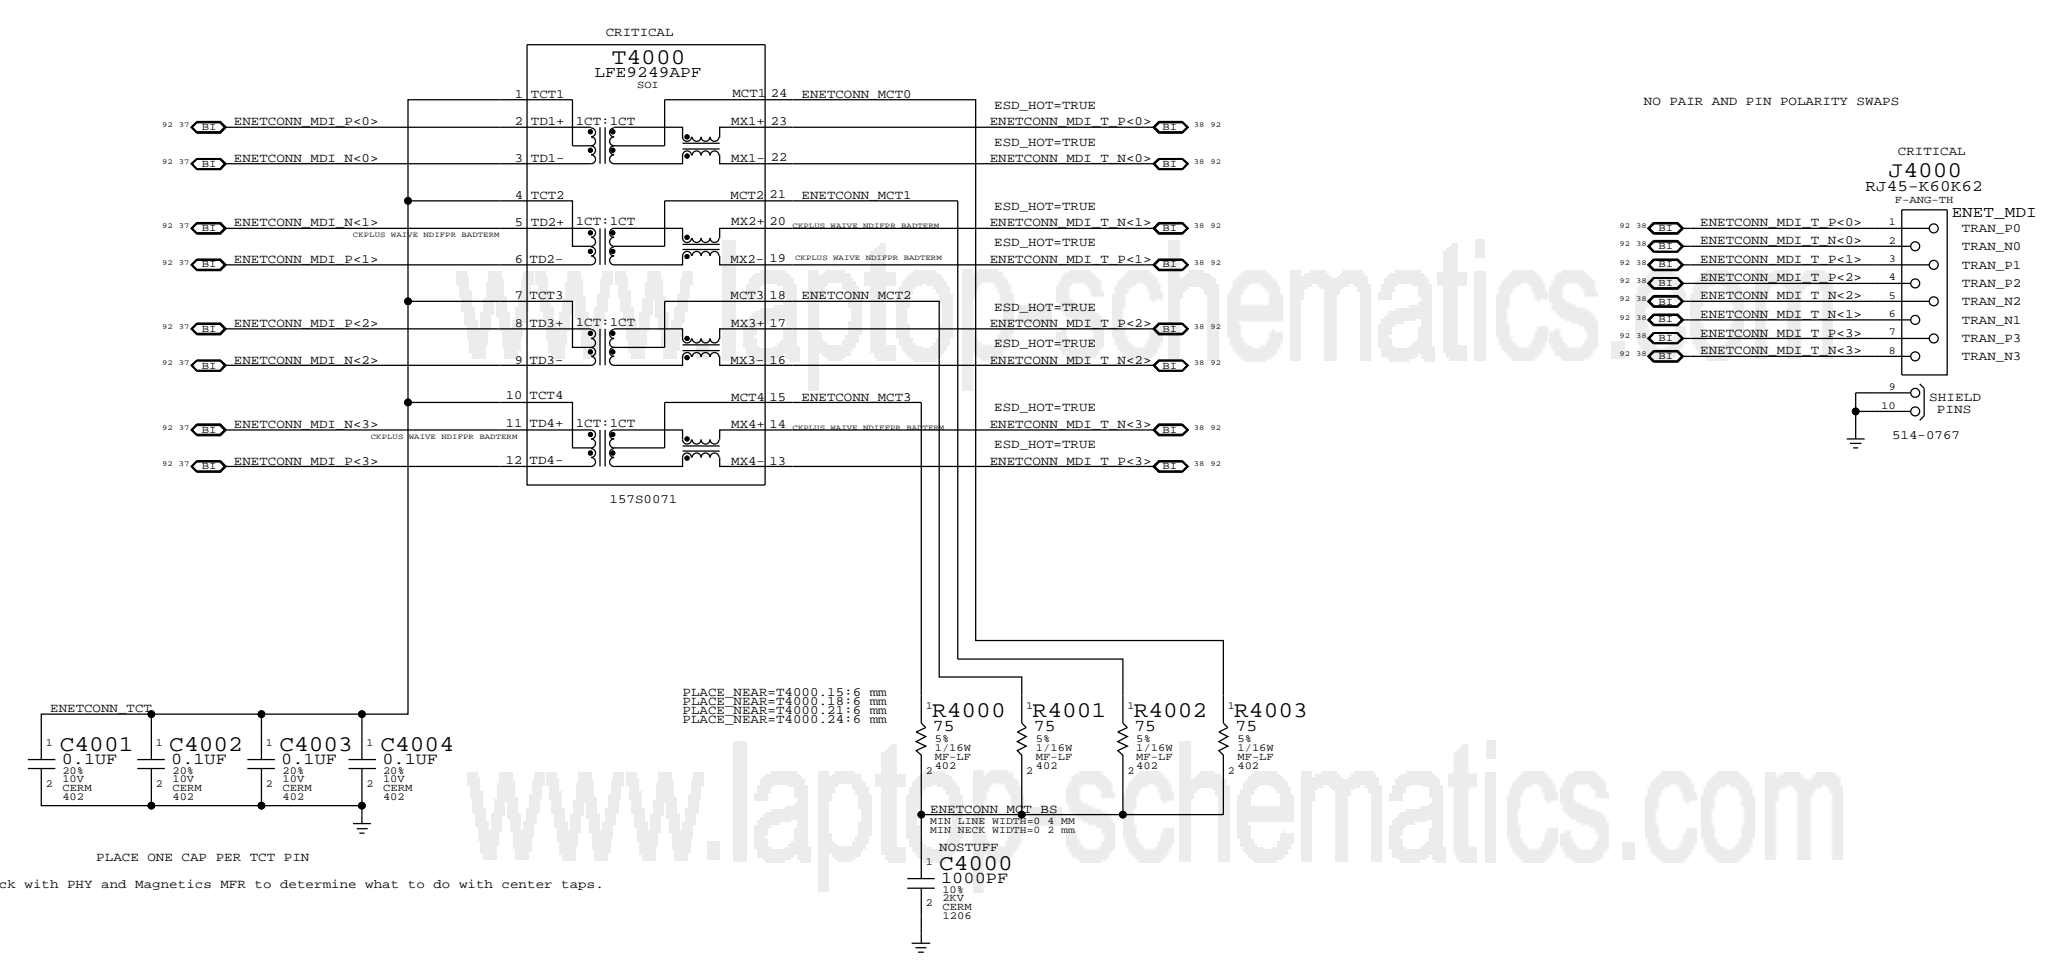 CRITICAL
T4000
LFE9249APF
SOI
1 TCT1
MCT1 24 ENETCONN_MCT0
ESD_HOT=TRUE
92 37 BI ENETCONN_MDI_P<0>
2 TD1+ 1CT:1CT
MX1+ 23
ENETCONN_MDI_T_P<0> BI 38 92
ESD_HOT=TRUE
92 37 BI ENETCONN_MDI_N<0>
3 TD1-
MX1- 22
ENETCONN_MDI_T_N<0> BI 38 92
4 TCT2
MCT2 21 ENETCONN_MCT1
ESD_HOT=TRUE
92 37 BI ENETCONN_MDI_N<1>
CKPLUS_WAIVE NDIFPR_BADTERM
5 TD2+ 1CT:1CT
MX2+ 20
CKPLUS_WAIVE NDIFPR_BADTERM
ENETCONN_MDI_T_N<1> BI 38 92
ESD_HOT=TRUE
92 37 BI ENETCONN_MDI_P<1>
6 TD2-
MX2- 19
CKPLUS_WAIVE NDIFPR_BADTERM
ENETCONN_MDI_T_P<1> BI 38 92
7 TCT3
MCT3 18 ENETCONN_MCT2
ESD_HOT=TRUE
92 37 BI ENETCONN_MDI_P<2>
8 TD3+ 1CT:1CT
MX3+ 17
ENETCONN_MDI_T_P<2> BI 38 92
ESD_HOT=TRUE
92 37 BI ENETCONN_MDI_N<2>
9 TD3-
MX3- 16
ENETCONN_MDI_T_N<2> BI 38 92
10 TCT4
MCT4 15 ENETCONN_MCT3
ESD_HOT=TRUE
92 37 BI ENETCONN_MDI_N<3>
CKPLUS_WAIVE NDIFPR_BADTERM
11 TD4+ 1CT:1CT
MX4+ 14
CKPLUS_WAIVE NDIFPR_BADTERM
ENETCONN_MDI_T_N<3> BI 38 92
ESD_HOT=TRUE
92 37 BI ENETCONN_MDI_P<3>
12 TD4-
MX4- 13
ENETCONN_MDI_T_P<3> BI 38 92
157S0071
NO PAIR AND PIN POLARITY SWAPS
CRITICAL
J4000
RJ45-K60K62
F-ANG-TH
ENET_MDI
92 38 BI ENETCONN_MDI_T_P<0> 1 TRAN_P0
92 38 BI ENETCONN_MDI_T_N<0> 2 TRAN_N0
92 38 BI ENETCONN_MDI_T_P<1> 3 TRAN_P1
92 38 BI ENETCONN_MDI_T_P<2> 4 TRAN_P2
92 38 BI ENETCONN_MDI_T_N<2> 5 TRAN_N2
92 38 BI ENETCONN_MDI_T_N<1> 6 TRAN_N1
92 38 BI ENETCONN_MDI_T_P<3> 7 TRAN_P3
92 38 BI ENETCONN_MDI_T_N<3> 8 TRAN_N3
9
10
SHIELD
PINS
514-0767
www.laptop-schematics.com
ENETCONN_TCT
1 C4001
0.1UF
20%
10V
2 CERM
402
1 C4002
0.1UF
20%
10V
2 CERM
402
1 C4003
0.1UF
20%
10V
2 CERM
402
1 C4004
0.1UF
20%
10V
2 CERM
402
PLACE ONE CAP PER TCT PIN
ck with PHY and Magnetics MFR to determine what to do with center taps.
PLACE_NEAR=T4000.15:6 mm
PLACE_NEAR=T4000.18:6 mm
PLACE_NEAR=T4000.21:6 mm
PLACE_NEAR=T4000.24:6 mm
1 R4000
75
5%
1/16W
MF-LF
2 402
1 R4001
75
5%
1/16W
MF-LF
2 402
1 R4002
75
5%
1/16W
MF-LF
2 402
1 R4003
75
5%
1/16W
MF-LF
2 402
ENETCONN_MCT_BS
MIN_LINE_WIDTH=0 4 MM
MIN_NECK_WIDTH=0 2 mm
NOSTUFF
1 C4000
1000PF
10%
2KV
2 CERM
1206
www.laptop-schematics.com